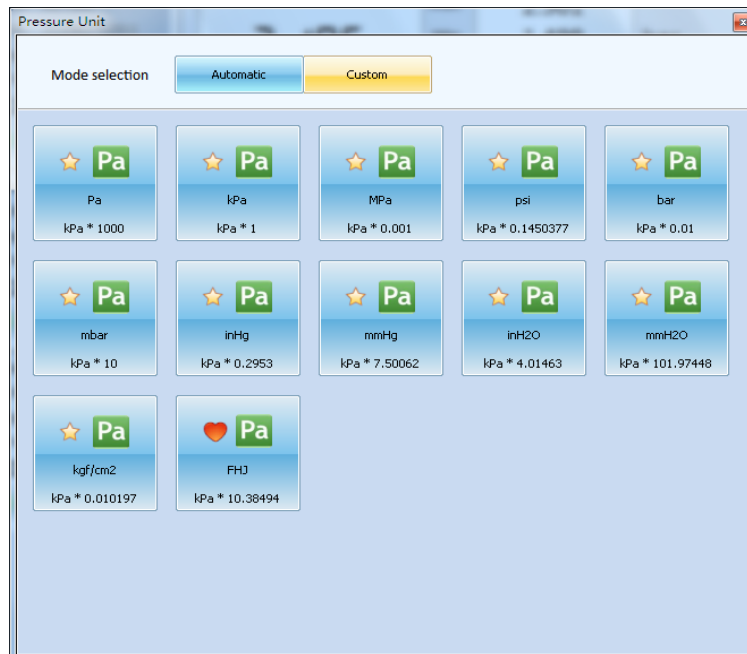 Pressure Unit
x
Mode selection
Automatic
Custom
Pa
Pa
Pa
Pa
Pa
Pa
kPa
MPa
psi
bar
kPa * 1000
kPa * 1
kPa * 0.001
kPa * 0.1450377
kPa * 0.01
Pa
Pa
Pa
Pa
Pa
mbar
inHg
mmHg
inH2O
mmH2O
kPa * 10
kPa * 0.2953
kPa * 7.50062
kPa * 4.01463
kPa * 101.97448
Pa
Pa
kgf/cm2
FHJ
kPa * 0.010197
kPa * 10.38494